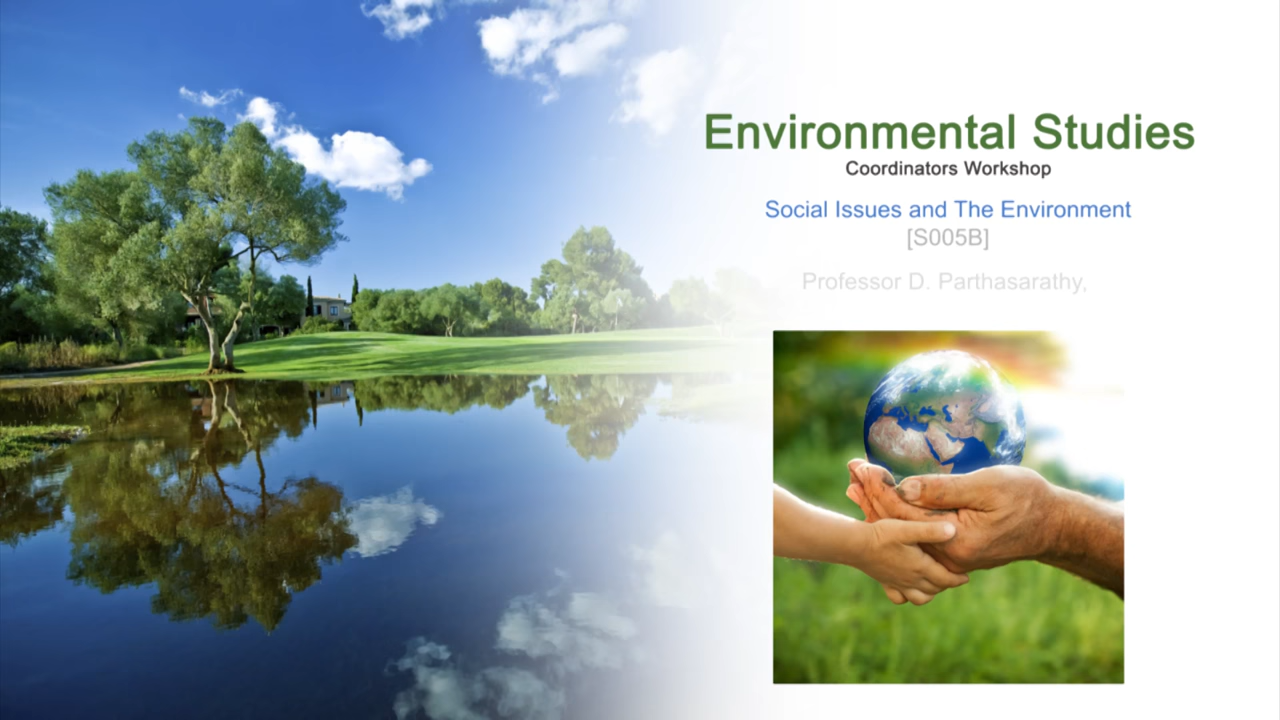 Environmental Studies
Coordinators Workshop
Social Issues and The Environment
[S005B]
Professor D. Parthasarathy,